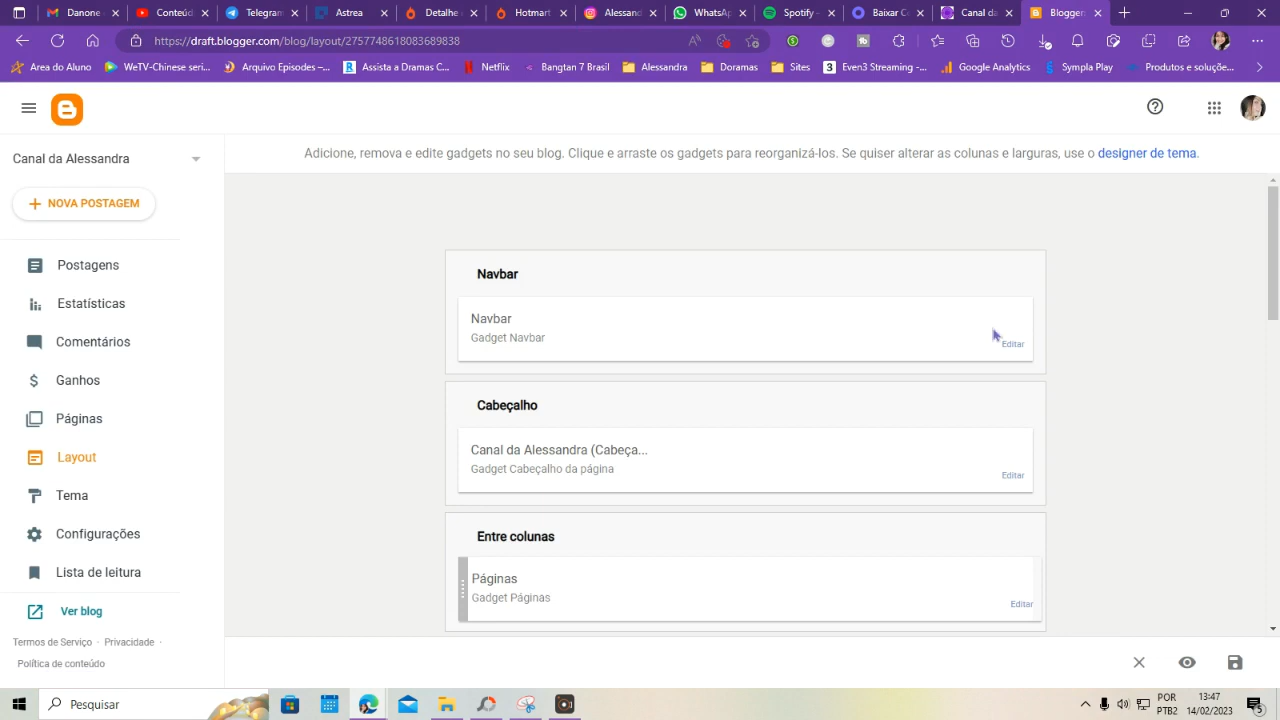 Gmail
Conteúd
Telegram
Astrea
Detalhe
Hotmart
Alessand
WhatsAp
Spotify -
Baixar C
Canal da
Blogger
https://draft.blogger.com/blog/layout/2757748618083689838
Área do Aluno
WeTV-Chinese seri...
Arquivo Episodios –...
Assista a Dramas C...
Netflix
Bangtan 7 Brasil
Alessandra
Doramas
Sites
Even3 Streaming -...
Google Analytics
Sympla Play
Produtos e soluçõe...
Canal da Alessandra
Adicione, remova e edite gadgets no seu blog. Clique e arraste os gadgets para reorganizá-los. Se quiser alterar as colunas e larguras, use o designer de tema.
NOVA POSTAGEM
Postagens
Estatísticas
Comentários
Ganhos
Páginas
Layout
Tema
Configurações
Lista de leitura
Ver blog
Termos de Serviço · Privacidade ·
Política de conteúdo
Navbar
Navbar
Gadget Navbar
Editar
Cabeçalho
Canal da Alessandra (Cabeça...
Gadget Cabeçalho da página
Editar
Entre colunas
Páginas
Gadget Páginas
Editar
Pesquisar
POR
PTB2
13:47
14/02/2023
5